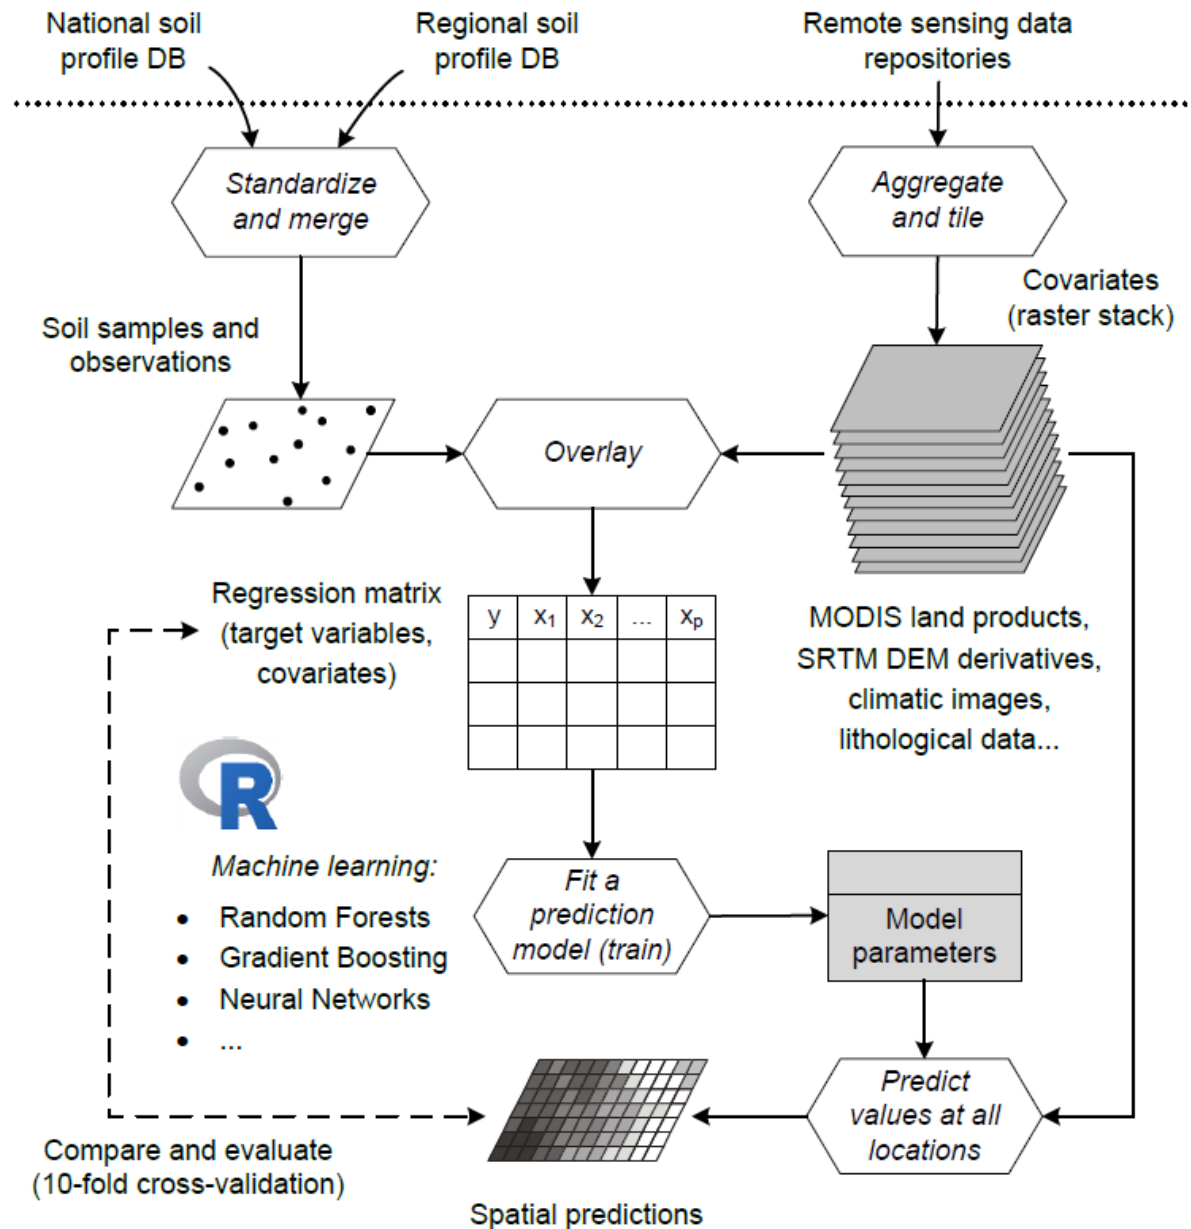 National soil
profile DB
Regional soil
profile DB
Remote sensing data
repositories
Standardize
and merge
Aggregate
and tile
Covariates
(raster stack)
Soil samples and
observations
Overlay
Regression matrix
(target variables,
covariates)
y x1 x2 ... xp
MODIS land products,
SRTM DEM derivatives,
climatic images,
lithological data...
R
Machine learning:
• Random Forests
• Gradient Boosting
• Neural Networks
• ...
Fit a
prediction
model (train)
Model
parameters
Predict
values at all
locations
Compare and evaluate
(10-fold cross-validation)
Spatial predictions